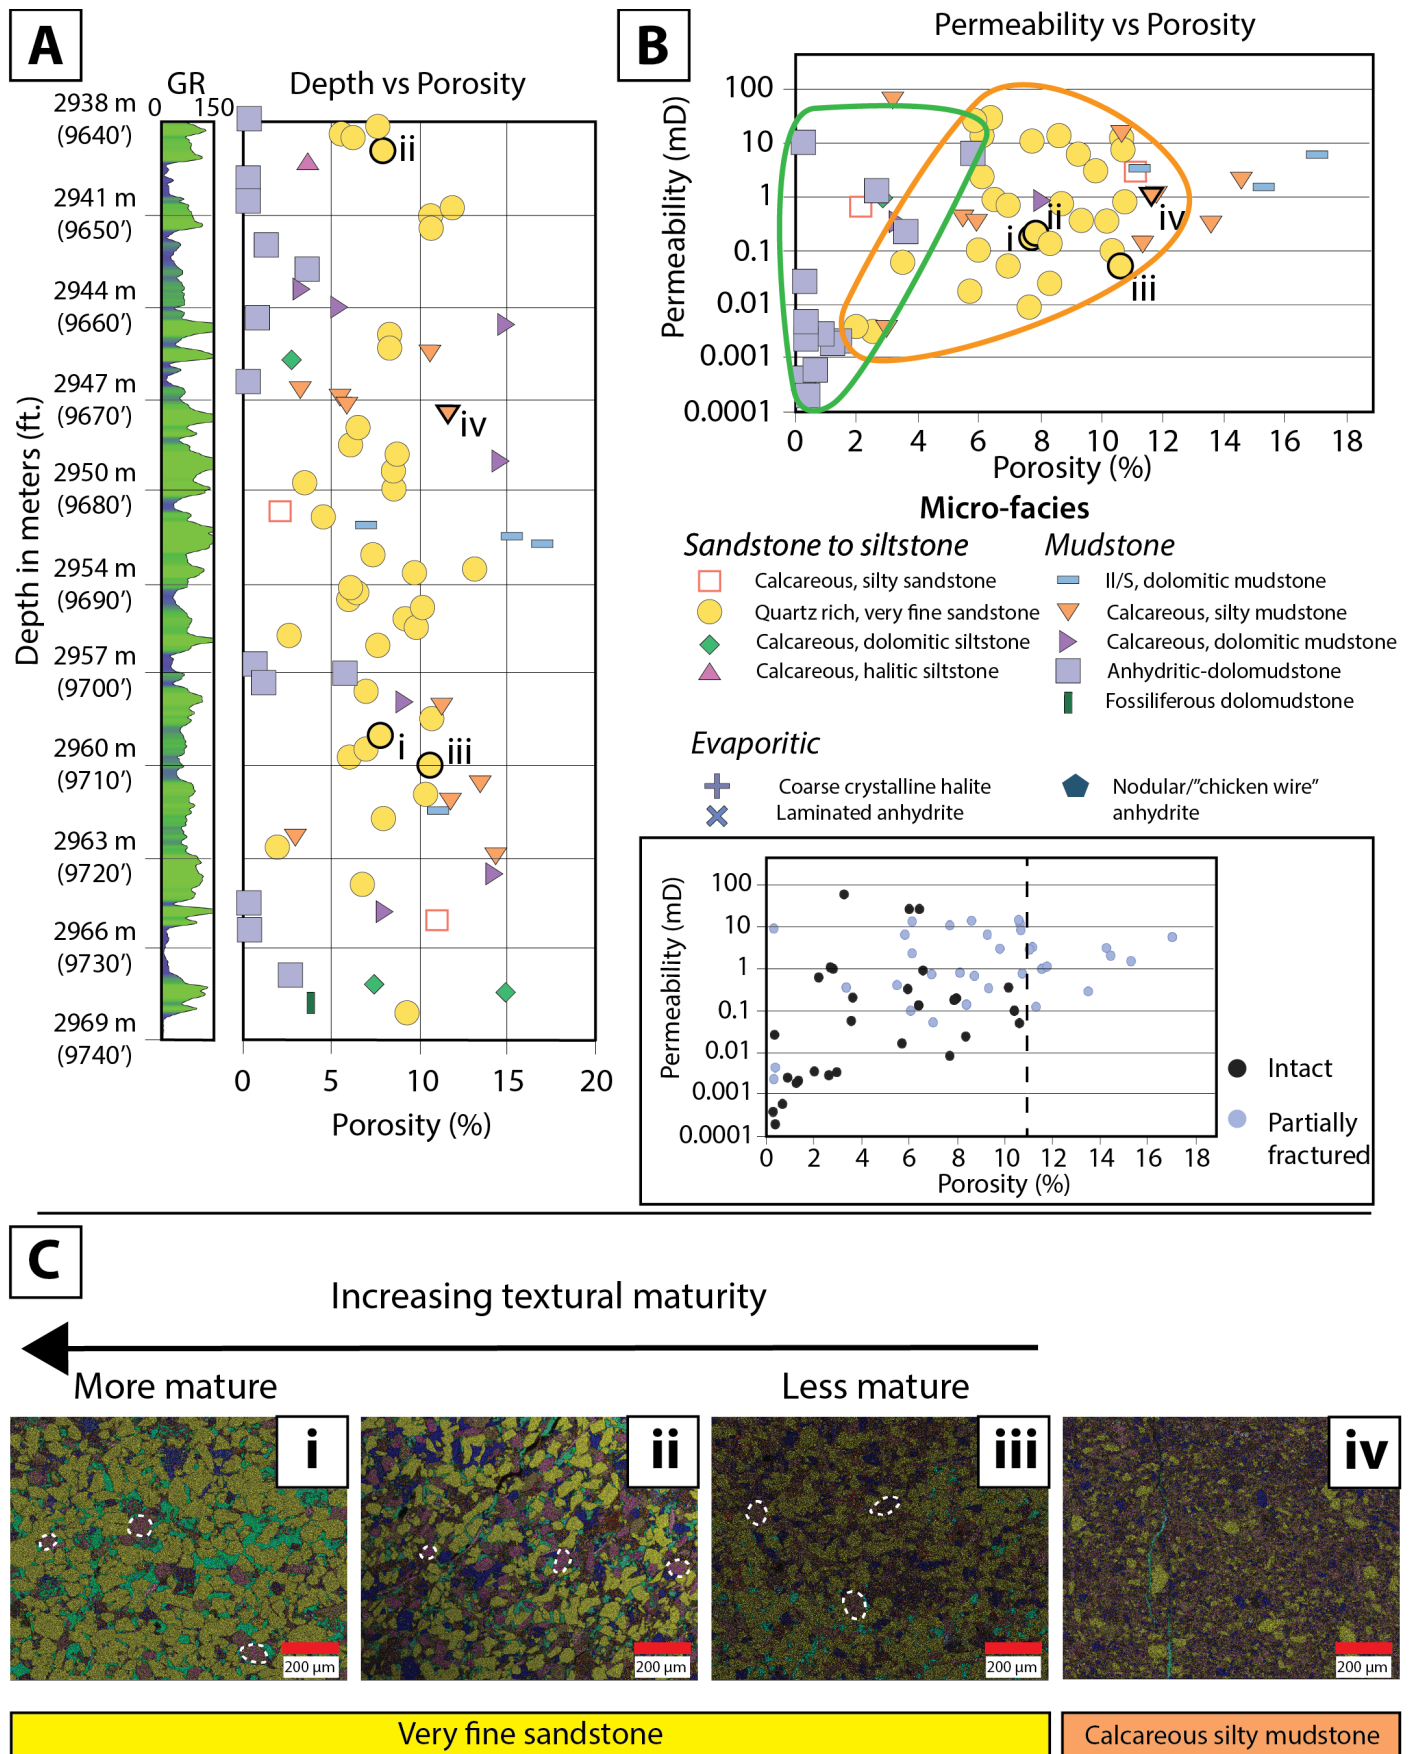 A
GR
0
150
Depth vs Porosity
Depth in meters (ft.)
2938 m
(9640’)
2941 m
(9650’)
2944 m
(9660’)
2947 m
(9670’)
2950 m
(9680’)
2954 m
(9690’)
2957 m
(9700’)
2960 m
(9710’)
2963 m
(9720’)
2966 m
(9730’)
2969 m
(9740’)
ii
iv
i
iii
0
5
10
15
20
Porosity (%)
B
Permeability vs Porosity
Permeability (mD)
100
10
1
0.1
0.01
0.001
0.0001
i
ii
iv
iii
0
2
4
6
8
10
12
14
16
18
Porosity (%)
Micro-facies
Sandstone to siltstone
Calcareous, silty sandstone
Quartz rich, very fine sandstone
Calcareous, dolomitic siltstone
Calcareous, halitic siltstone
Mudstone
Il/S, dolomitic mudstone
Calcareous, silty mudstone
Calcareous, dolomitic mudstone
Anhydritic-dolomudstone
Fossiliferous dolomudstone
Evaporitic
Coarse crystalline halite
Laminated anhydrite
Nodular/”chicken wire”
anhydrite
Permeability (mD)
100
10
1
0.1
0.01
0.001
0.0001
0
2
4
6
8
10
12
14
16
18
Porosity (%)
Intact
Partially
fractured
C
Increasing textural maturity
More mature
Less mature
i
ii
iii
iv
200 µm
200 µm
200 µm
200 µm
Very fine sandstone
Calcareous silty mudstone